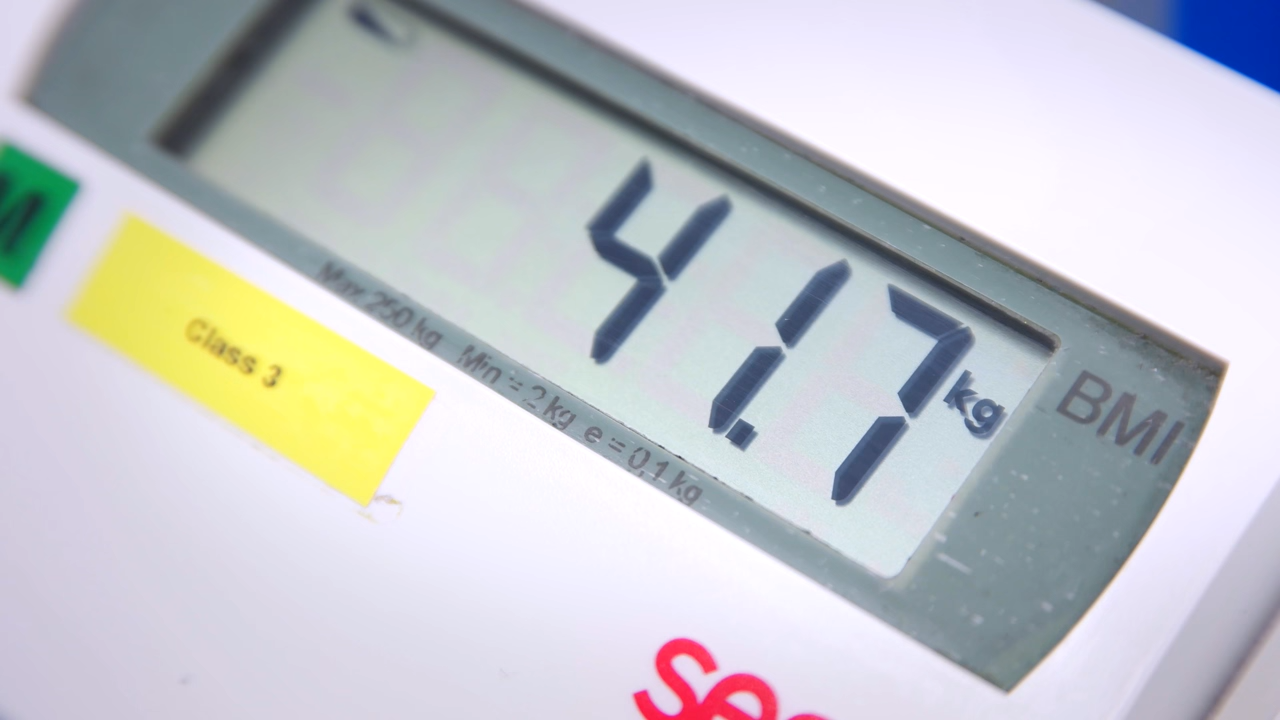 41.7 kg
BMI
Max 250 kg Min = 2 kg e = 0,1 kg
M
Class 3